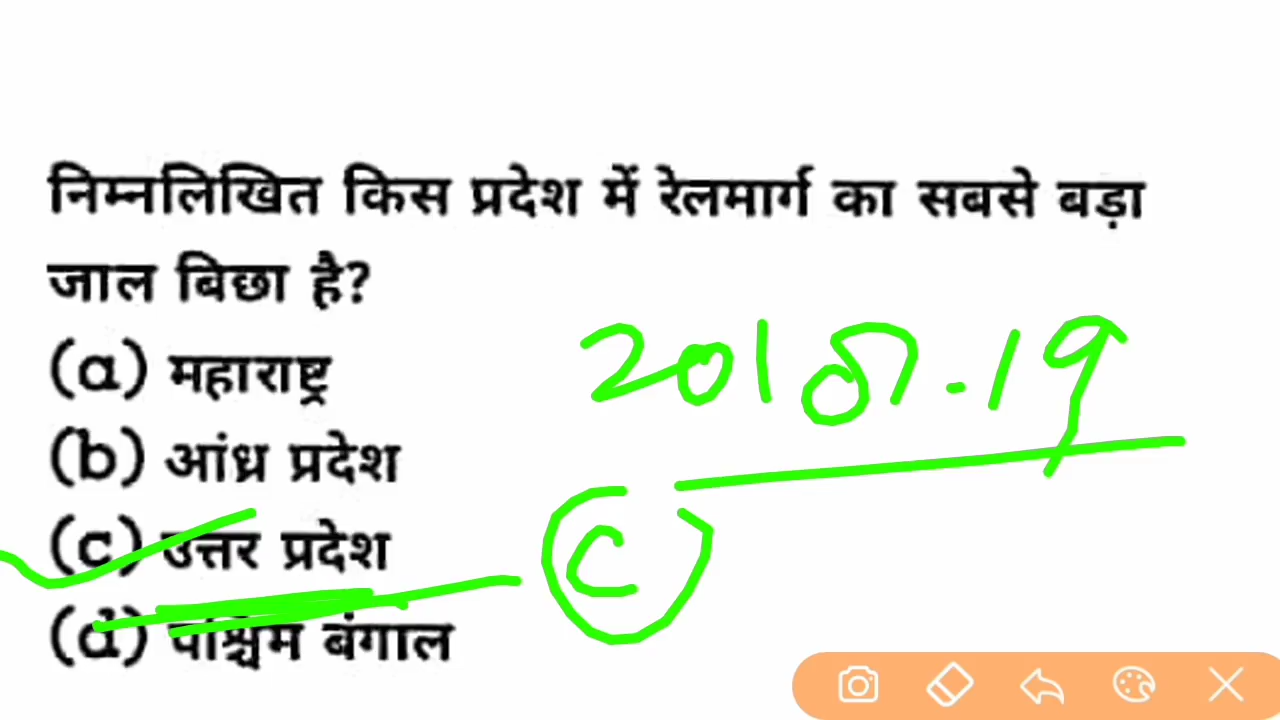 निम्नलिखित किस प्रदेश में रेलमार्ग का सबसे बड़ा
जाल बिछा है?
(a) महाराष्ट्र
(b) आंध्र प्रदेश
(c) उत्तर प्रदेश
(d) पश्चिम बंगाल
2018-19
C